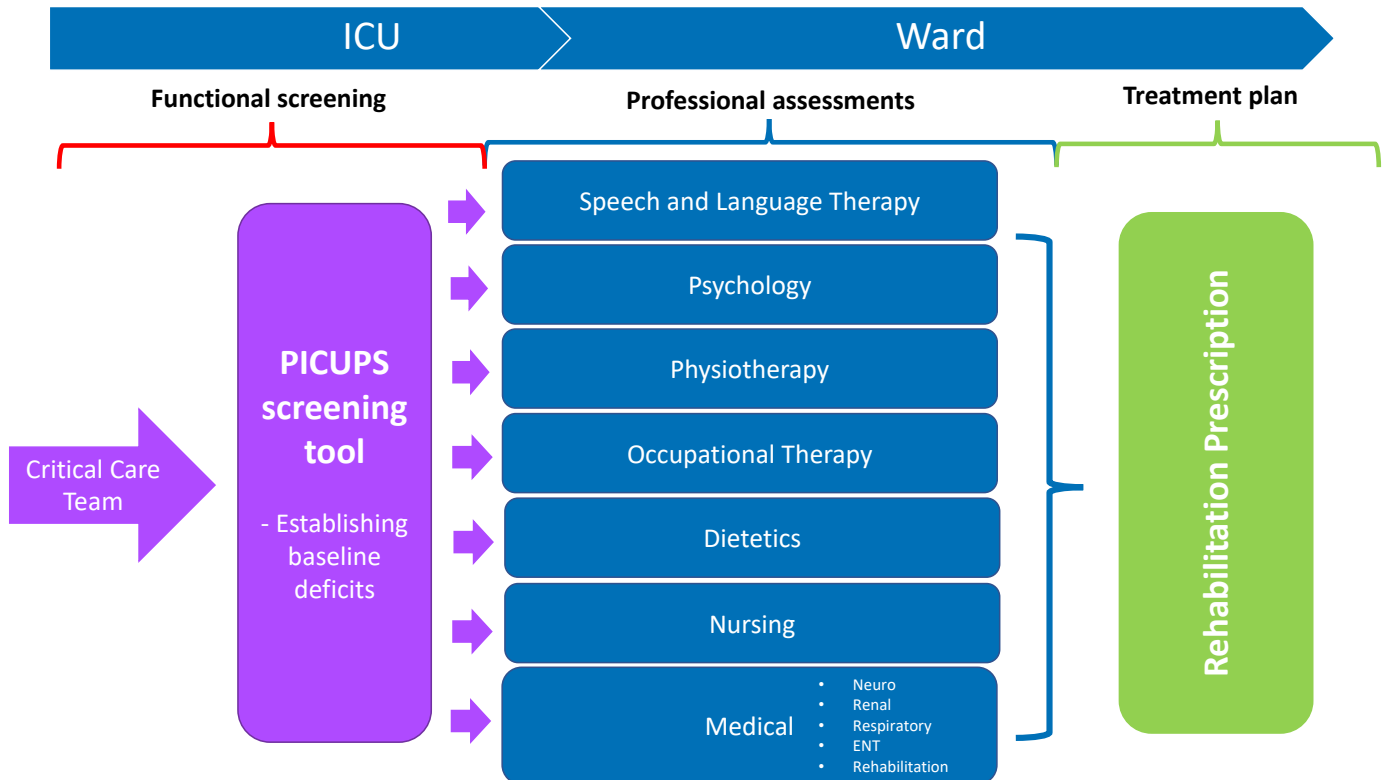 ICU
Ward
Functional screening
Professional assessments
Treatment plan
Critical Care
Team
PICUPS
screening
tool
- Establishing
baseline
deficits
Speech and Language Therapy
Psychology
Physiotherapy
Occupational Therapy
Dietetics
Nursing
Medical
• Neuro
• Renal
• Respiratory
• ENT
• Rehabilitation
Rehabilitation Prescription